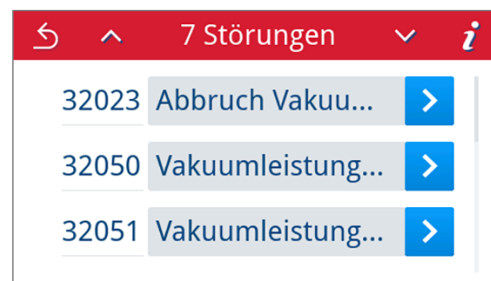 7 Störungen i
32023 Abbruch Vakuu...
32050 Vakuumleistung...
32051 Vakuumleistung...